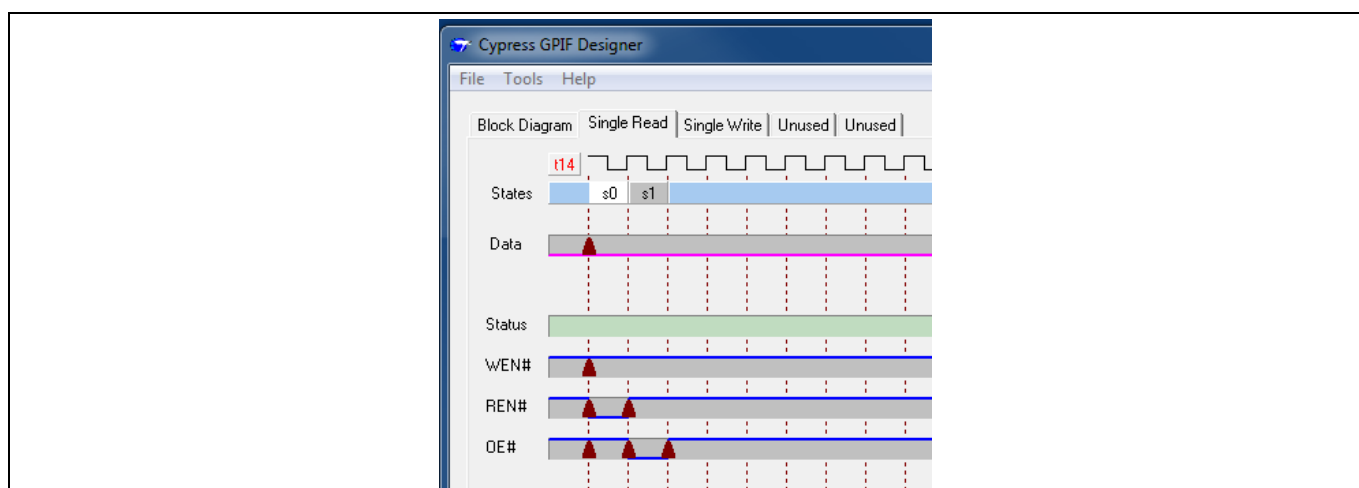 Cypress GPIF Designer
File Tools Help
Block Diagram Single Read Single Write Unused Unused
t14
States s0 s1
Data
Status
WEN#
REN#
OE#